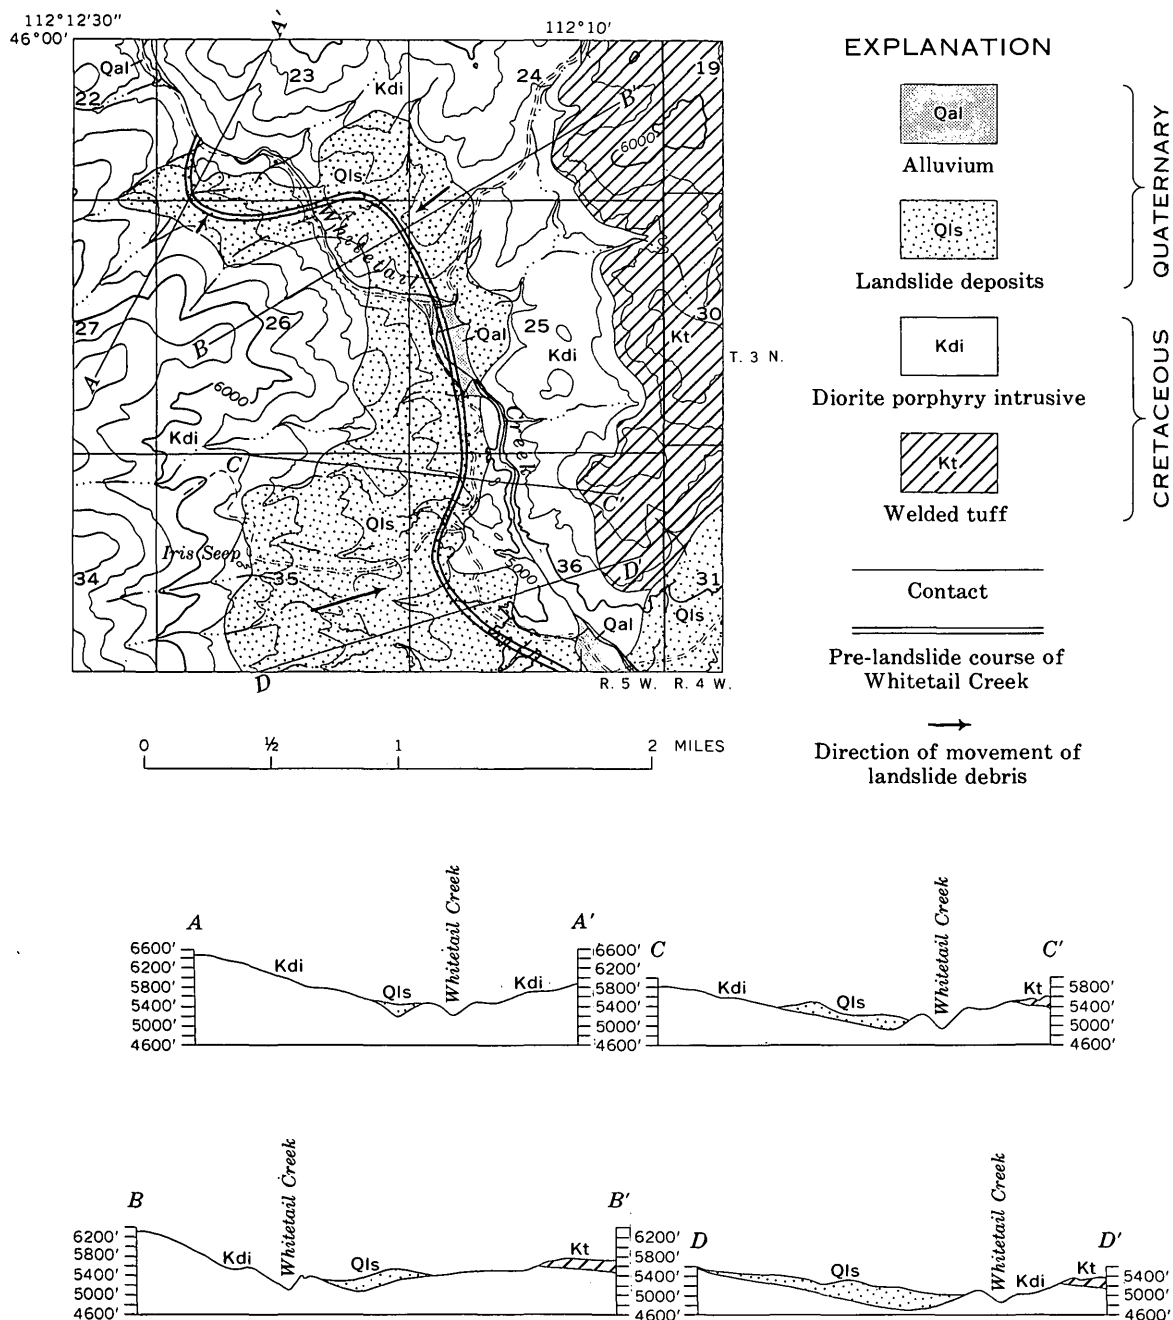 112°12'30"
46°00'
A'
112°10'
Qal
23
24
19
22
Kdi
B'
6000
Qls
Whitetail
27
26
B
Qal
25
30
Kt
Kdi
T. 3 N.
A
6000
Creek
Kdi
C
C'
Qls
Iris Seep
5000
34
35
36
D'
31
Qal
Qls
D
R. 5 W. R. 4 W.
0 ½ 1 2 MILES
EXPLANATION
Qal
Alluvium
Qls
Landslide deposits
QUATERNARY
Kdi
Diorite porphyry intrusive
Kt
Welded tuff
CRETACEOUS
Contact
Pre-landslide course of
Whitetail Creek
Direction of movement of
landslide debris
A
Whitetail Creek
A'
6600'
6200'
5800'
5400'
5000'
4600'
Kdi
Qls
Kdi
6600'
6200'
5800'
5400'
5000'
4600'
C
Whitetail Creek
C'
Kdi
Qls
Kt
5800'
5400'
5000'
4600'
B
Whitetail Creek
B'
6200'
5800'
5400'
5000'
4600'
Kdi
Qls
Kt
6200'
5800'
5400'
5000'
4600'
D
Whitetail Creek
D'
Qls
Kdi
Kt
5400'
5000'
4600'